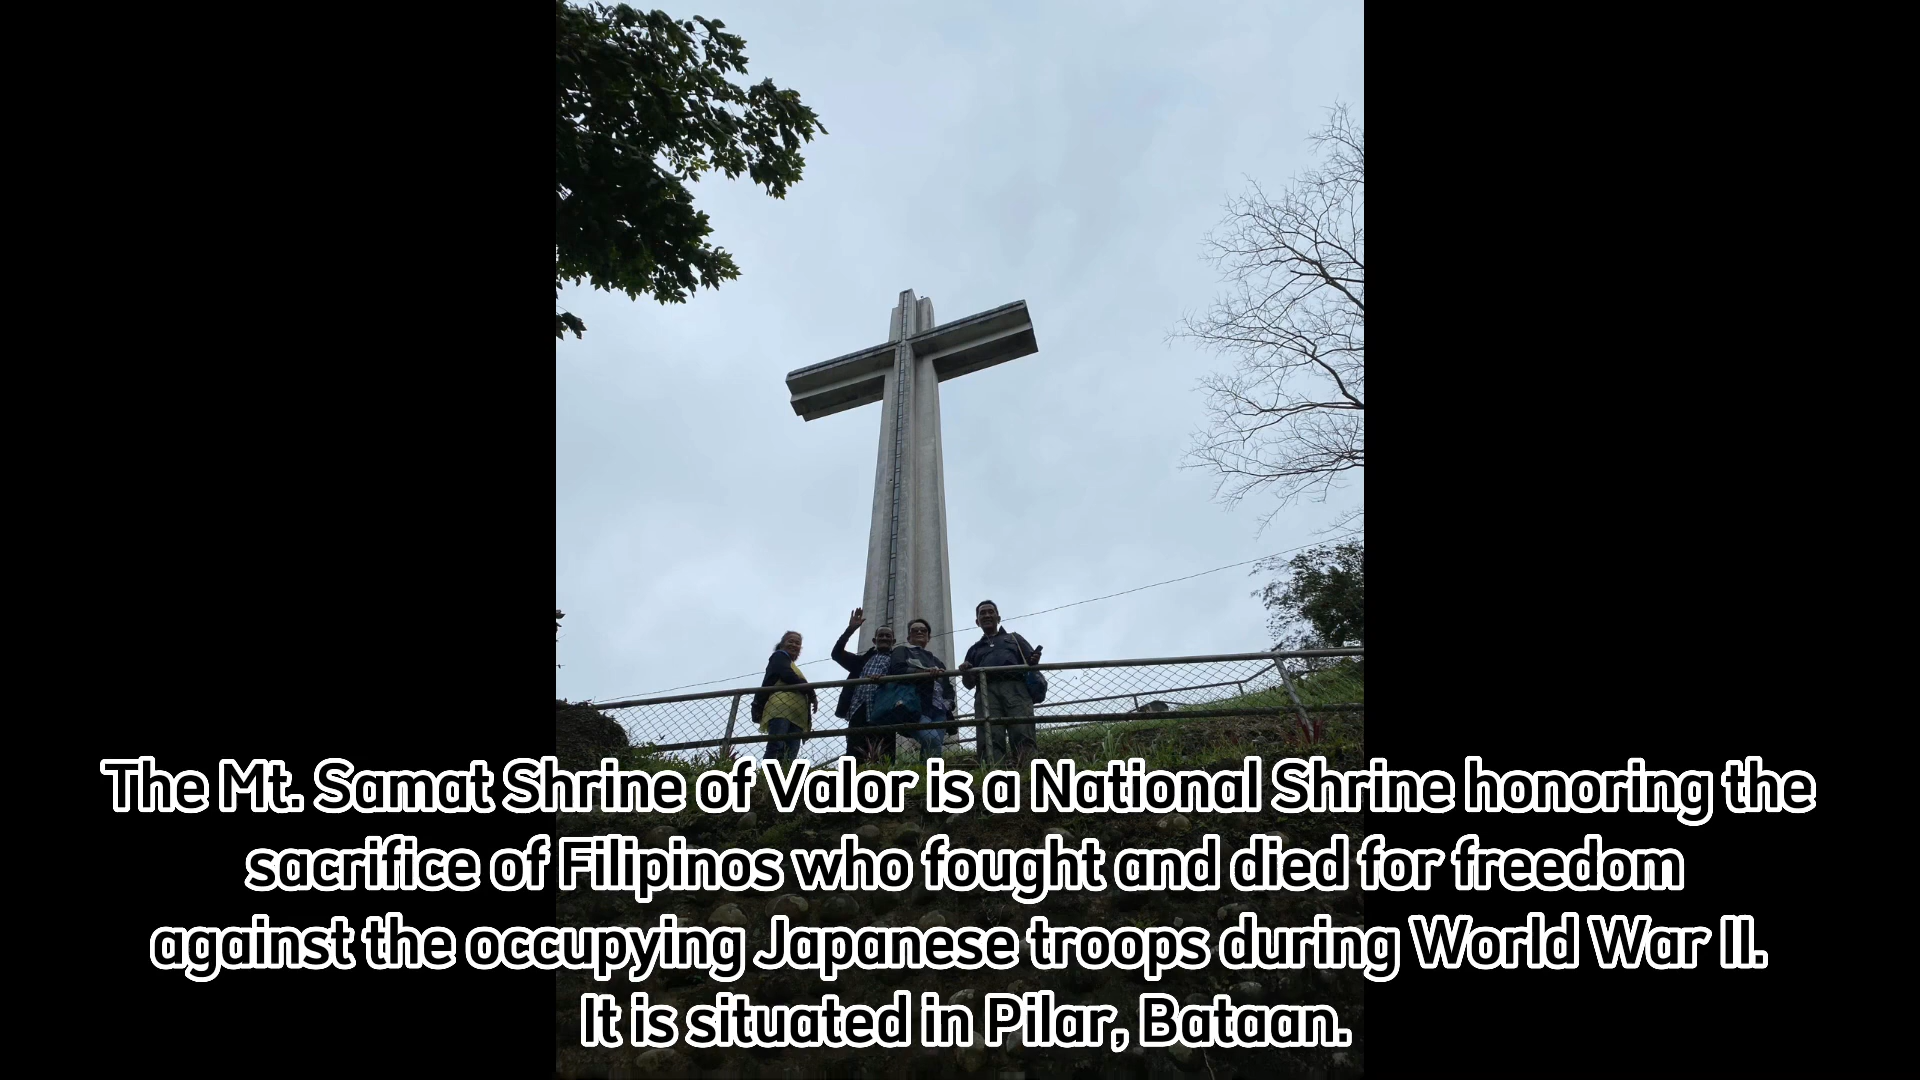 The Mt. Samat Shrine of Valor is a National Shrine honoring the
sacrifice of Filipinos who fought and died for freedom
against the occupying Japanese troops during World War II.
It is situated in Pilar, Bataan.